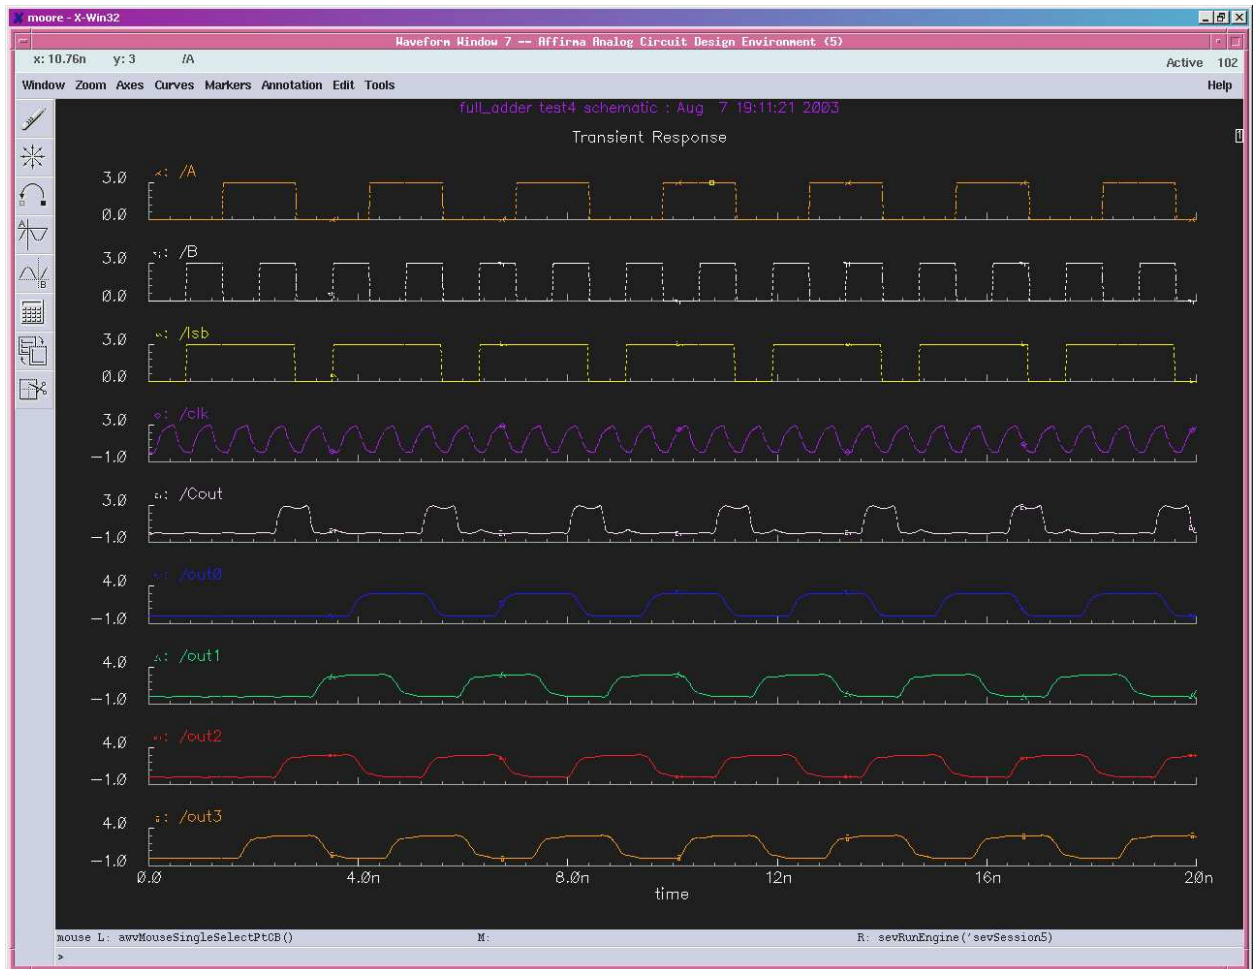 moore - X-Win32
Waveform Window 7 -- Affirma Analog Circuit Design Environment (5)
x: 10.76n y: 3 /A
Active 102
Window Zoom Axes Curves Markers Annotation Edit Tools Help
full_adder test4 schematic : Aug 7 19:11:21 2003
Transient Response
1
/A
3.0
0.0
/B
3.0
0.0
/lsb
3.0
0.0
/clk
3.0
-1.0
/Cout
3.0
-1.0
/out0
4.0
-1.0
/out1
4.0
-1.0
/out2
4.0
-1.0
/out3
4.0
-1.0
0.0 4.0n 8.0n 12n 16n 20n
time
mouse L: awvMouseSingleSelectPtCB() M: R: sevRunEngine('sevSession5)
>